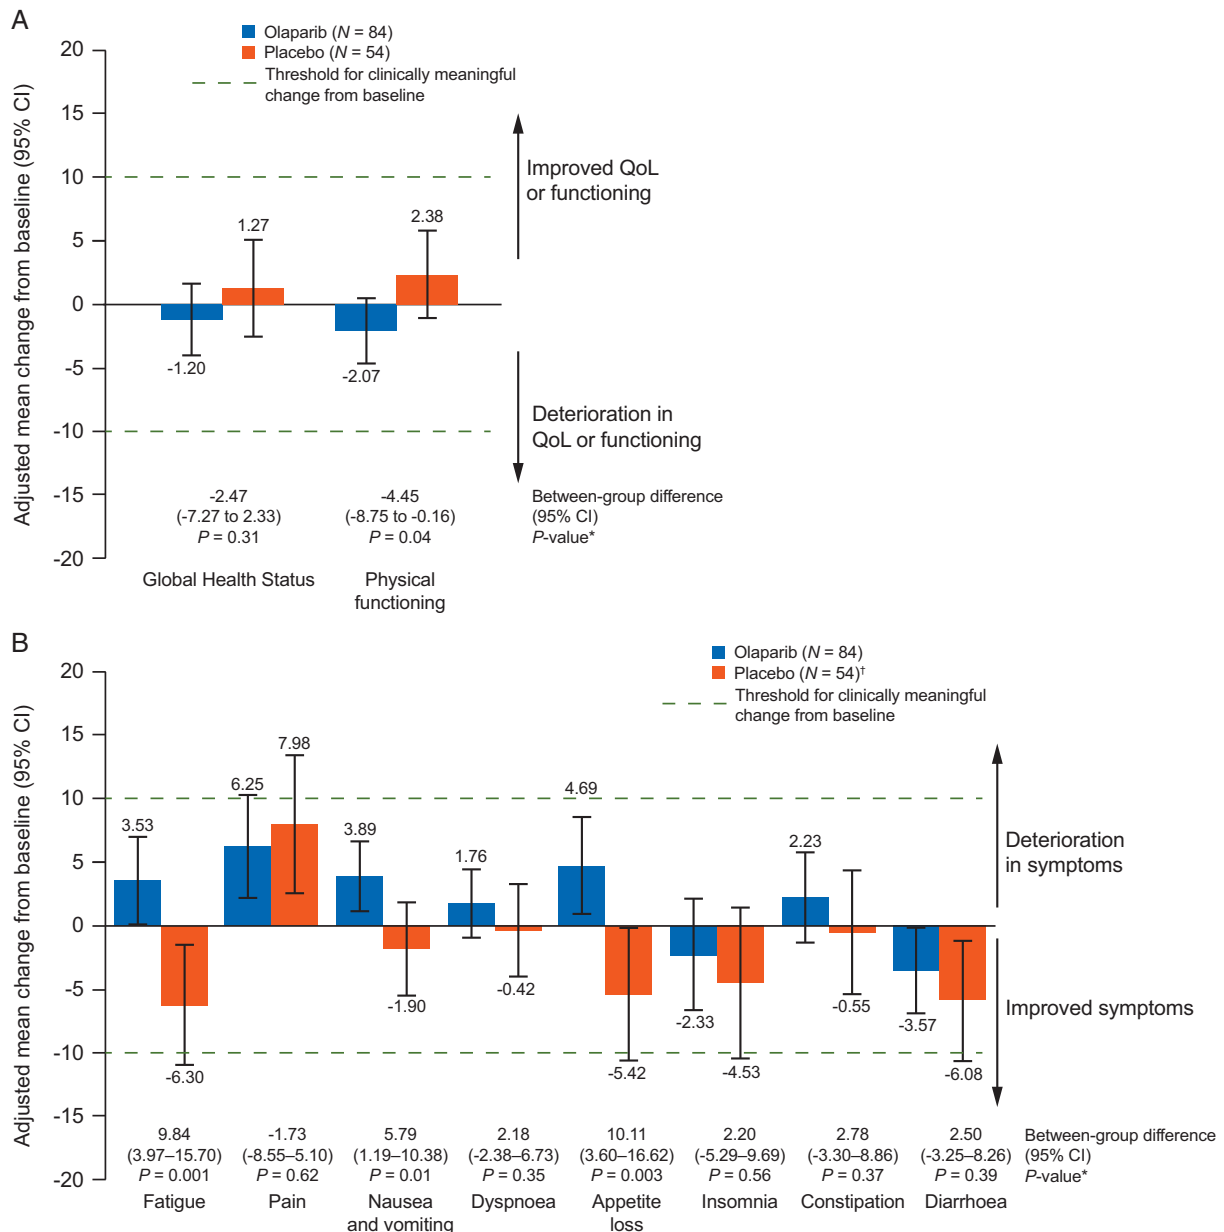 A
Olaparib (N = 84)
Placebo (N = 54)
Threshold for clinically meaningful
change from baseline
Adjusted mean change from baseline (95% CI)
20
15
10
5
0
-5
-10
-15
-20
1.27
2.38
-1.20
-2.07
Improved QoL
or functioning
Deterioration in
QoL or functioning
-2.47
(-7.27 to 2.33)
P = 0.31
-4.45
(-8.75 to -0.16)
P = 0.04
Between-group difference
(95% CI)
P-value*
Global Health Status
Physical
functioning
B
Olaparib (N = 84)
Placebo (N = 54)†
Threshold for clinically meaningful
change from baseline
Adjusted mean change from baseline (95% CI)
20
15
10
5
0
-5
-10
-15
-20
3.53
6.25
7.98
3.89
1.76
4.69
2.23
-6.30
-1.90
-0.42
-5.42
-2.33
-4.53
-0.55
-3.57
-6.08
Deterioration
in symptoms
Improved symptoms
9.84
(3.97–15.70)
P = 0.001
Fatigue
-1.73
(-8.55–5.10)
P = 0.62
Pain
5.79
(1.19–10.38)
P = 0.01
Nausea
and vomiting
2.18
(-2.38–6.73)
P = 0.35
Dyspnoea
10.11
(3.60–16.62)
P = 0.003
Appetite
loss
2.20
(-5.29–9.69)
P = 0.56
Insomnia
2.78
(-3.30–8.86)
P = 0.37
Constipation
2.50
(-3.25–8.26)
P = 0.39
Diarrhoea
Between-group difference
(95% CI)
P-value*